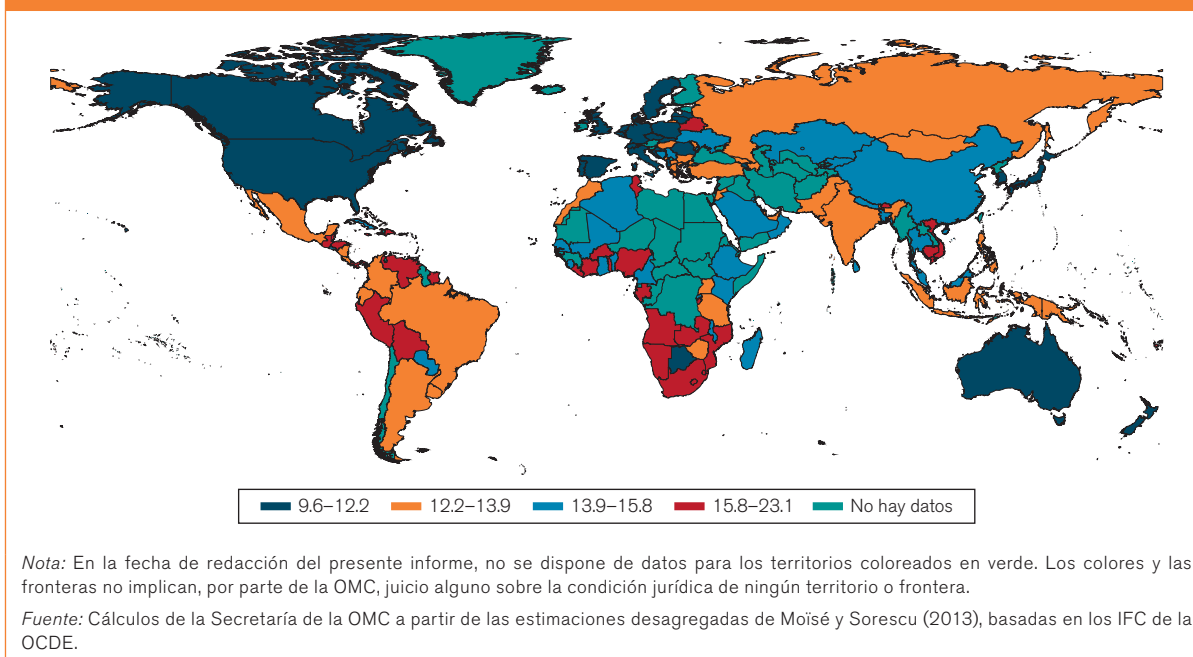 9.6–12.2 12.2–13.9 13.9–15.8 15.8–23.1 No hay datos
Nota: En la fecha de redacción del presente informe, no se dispone de datos para los territorios coloreados en verde. Los colores y las
fronteras no implican, por parte de la OMC, juicio alguno sobre la condición jurídica de ningún territorio o frontera.
Fuente: Cálculos de la Secretaría de la OMC a partir de las estimaciones desagregadas de Moïsé y Sorescu (2013), basadas en los IFC de la
OCDE.